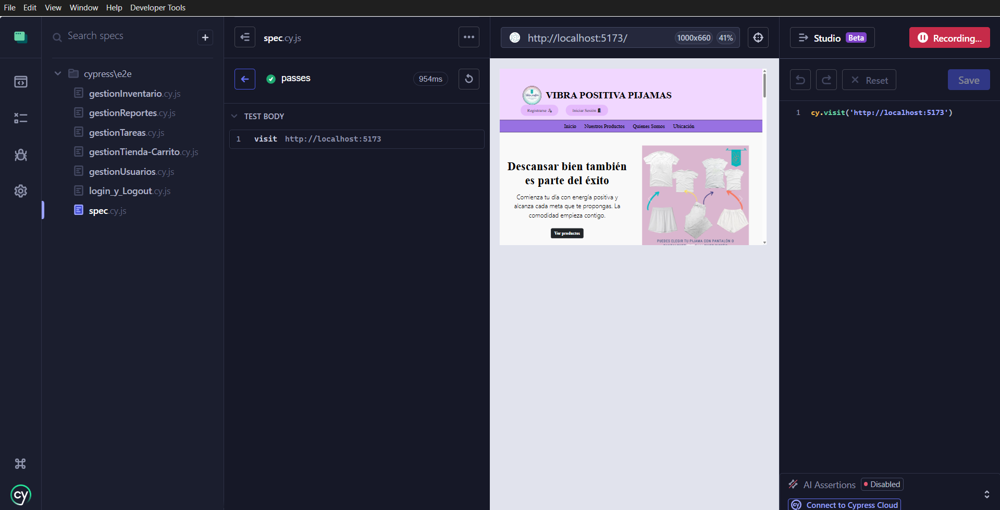 File Edit View Window Help Developer Tools
Search specs
cypress\e2e
gestionInventario.cy.js
gestionReportes.cy.js
gestionTareas.cy.js
gestionTienda-Carrito.cy.js
gestionUsuarios.cy.js
login_y_Logout.cy.js
spec.cy.js
cy
spec.cy.js
passes
954ms
TEST BODY
1 visit http://localhost:5173
http://localhost:5173/ 1000x660 41%
VIBRA POSITIVA PIJAMAS
Registrarse
Iniciar Sesión
Inicio Nuestros Productos Quienes Somos Ubicación
Descansar bien también
es parte del éxito
Comienza tu día con energía positiva y
alcanza cada meta que te propongas. La
comodidad empieza contigo.
Ver productos
PUEDES ELEGIR TU PIJAMA CON PANTALÓN O
Studio Beta
Recording...
Reset
Save
1 cy.visit('http://localhost:5173')
AI Assertions Disabled
cy Connect to Cypress Cloud